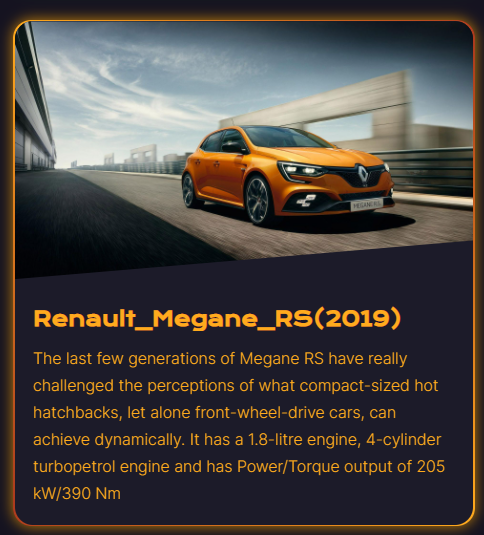 MEGANE R.S.
Renault_Megane_RS(2019)
The last few generations of Megane RS have really
challenged the perceptions of what compact-sized hot
hatchbacks, let alone front-wheel-drive cars, can
achieve dynamically. It has a 1.8-litre engine, 4-cylinder
turbopetrol engine and has Power/Torque output of 205
kW/390 Nm